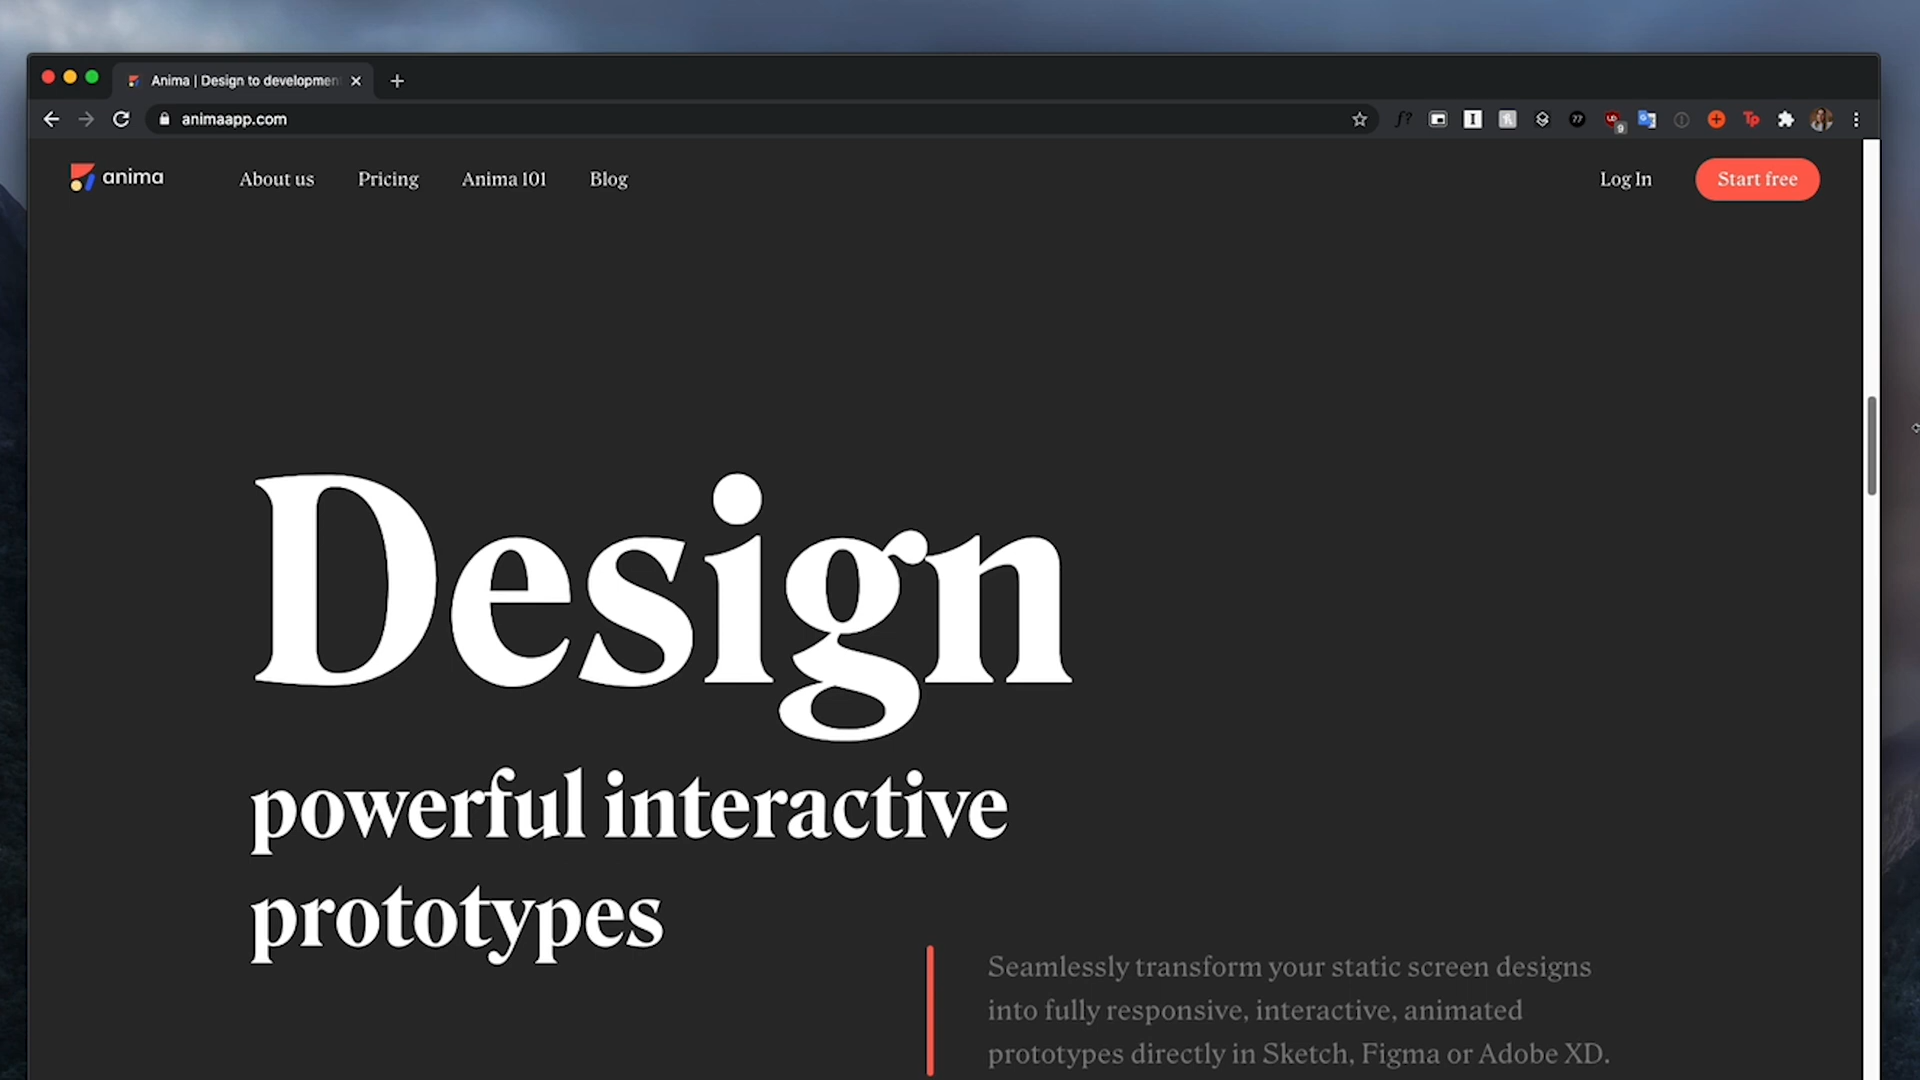 Anima | Design to developmen
animaapp.com
anima
About us
Pricing
Anima 101
Blog
Log In
Start free
Design
powerful interactive
prototypes
Seamlessly transform your static screen designs
into fully responsive, interactive, animated
prototypes directly in Sketch, Figma or Adobe XD.